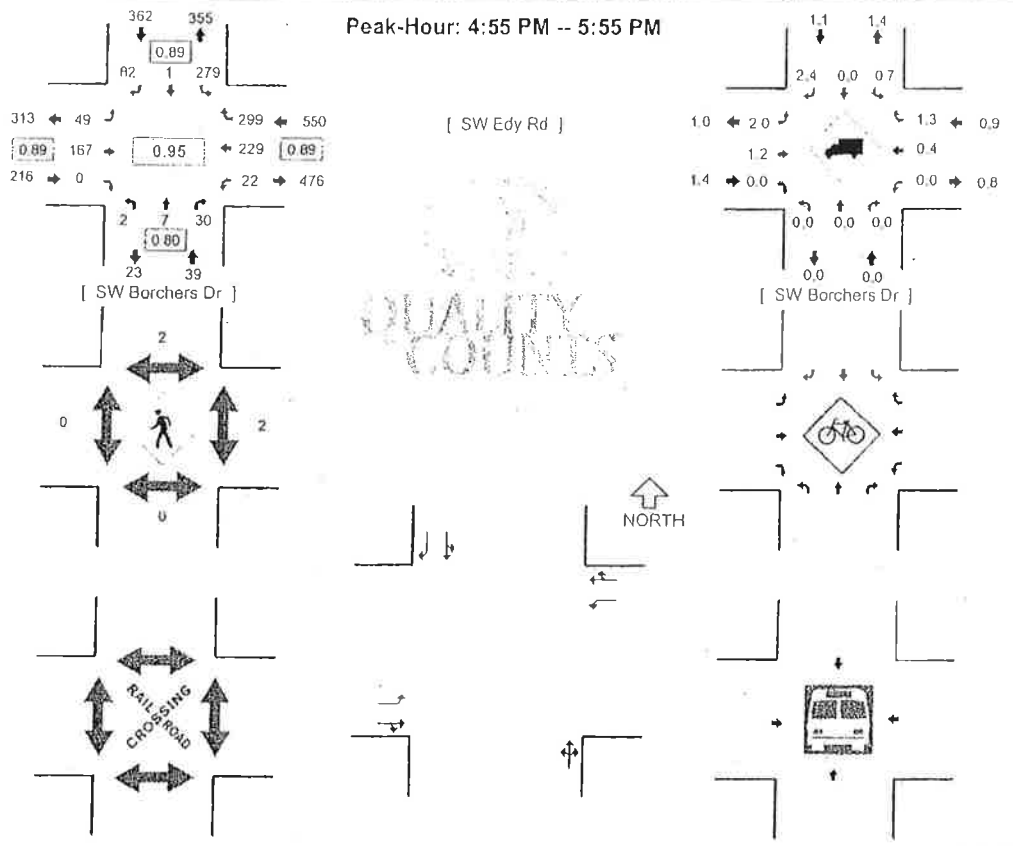 Peak-Hour: 4:55 PM -- 5:55 PM
362 355
0.89
82 1 279
313 49 299 550
0.89 167 0.95 229 0.89
216 0 22 476
2 7 30
0.80
23 39
[ SW Borchers Dr ]
[ SW Edy Rd ]
QUALITY
COUNTS
1.1 1.4
2.4 0.0 0.7
1.0 2.0 1.3 0.9
1.2 0.4
1.4 0.0 0.0 0.8
0.0 0.0 0.0
0.0 0.0
[ SW Borchers Dr ]
2
0 2
0
NORTH
RAILROAD
CROSSING